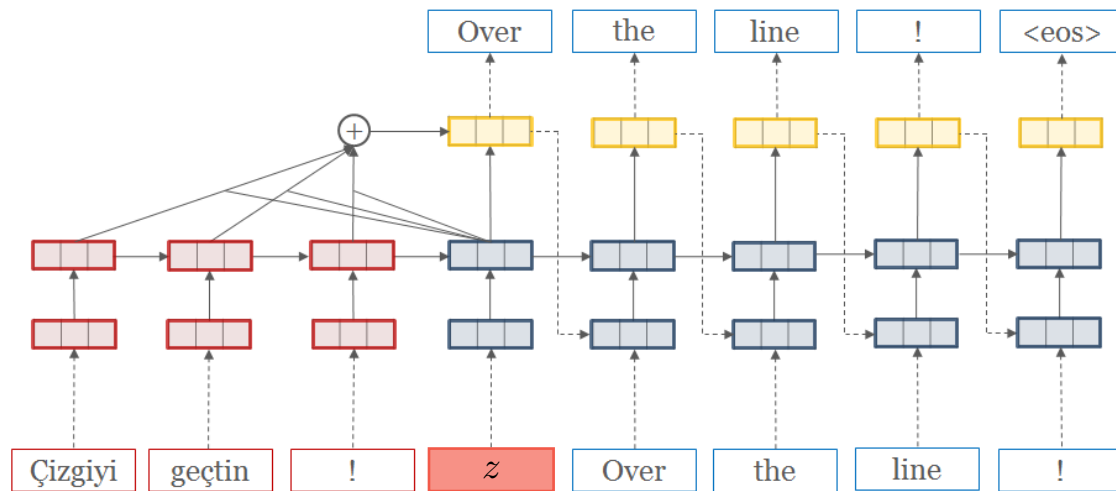 Over the line ! <eos>
+
Çizgiyi geçtin ! z Over the line !